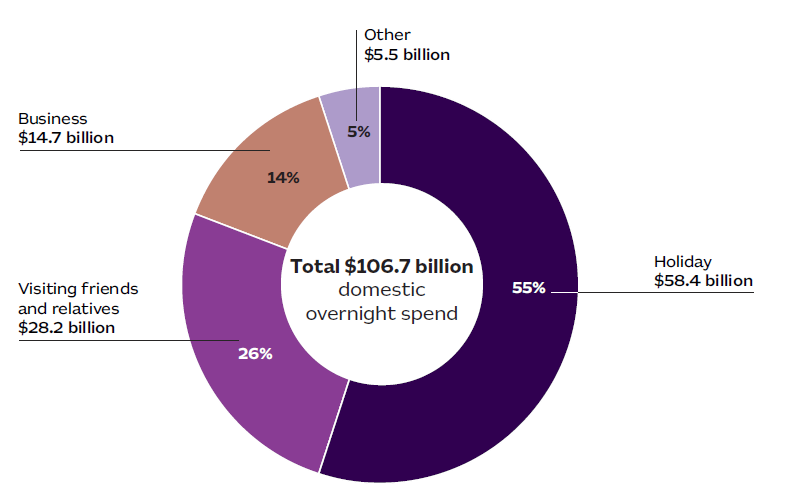 Other
$5.5 billion
Business
$14.7 billion
5%
14%
Total $106.7 billion
domestic
overnight spend
Holiday
$58.4 billion
55%
Visiting friends
and relatives
$28.2 billion
26%